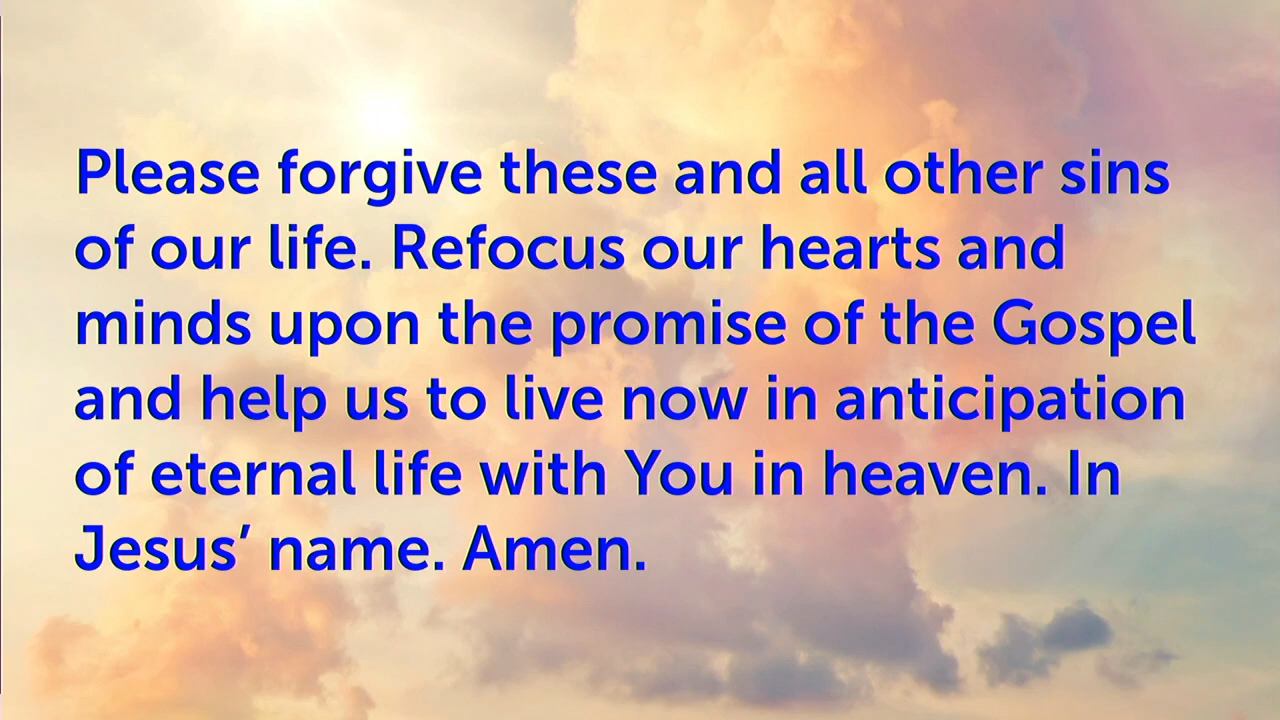 Please forgive these and all other sins
of our life. Refocus our hearts and
minds upon the promise of the Gospel
and help us to live now in anticipation
of eternal life with You in heaven. In
Jesus’ name. Amen.